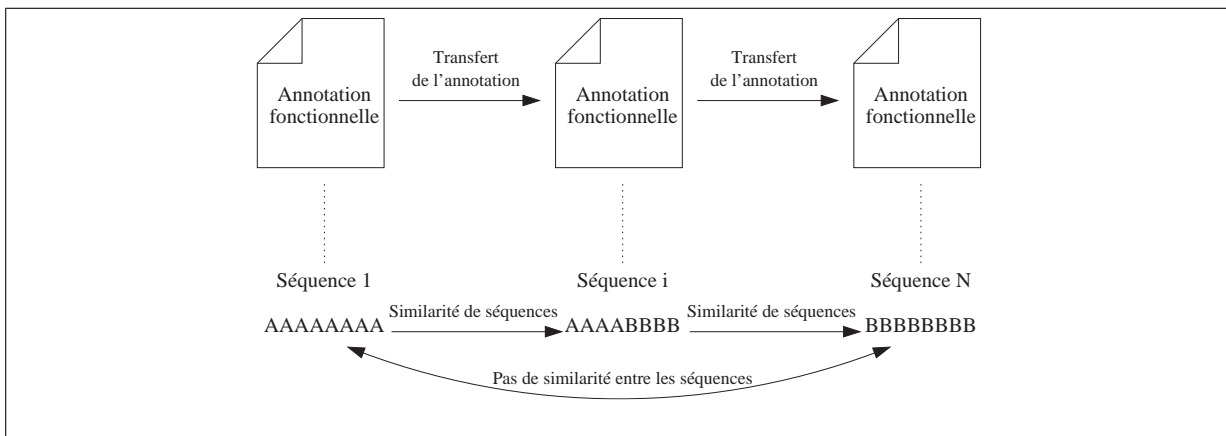 Transfert
de l'annotation
Transfert
de l'annotation
Annotation
fonctionnelle
Annotation
fonctionnelle
Annotation
fonctionnelle
Séquence 1
Séquence i
Séquence N
Similarité de séquences
Similarité de séquences
AAAAAAAA
AAAABBBB
BBBBBBBB
Pas de similarité entre les séquences